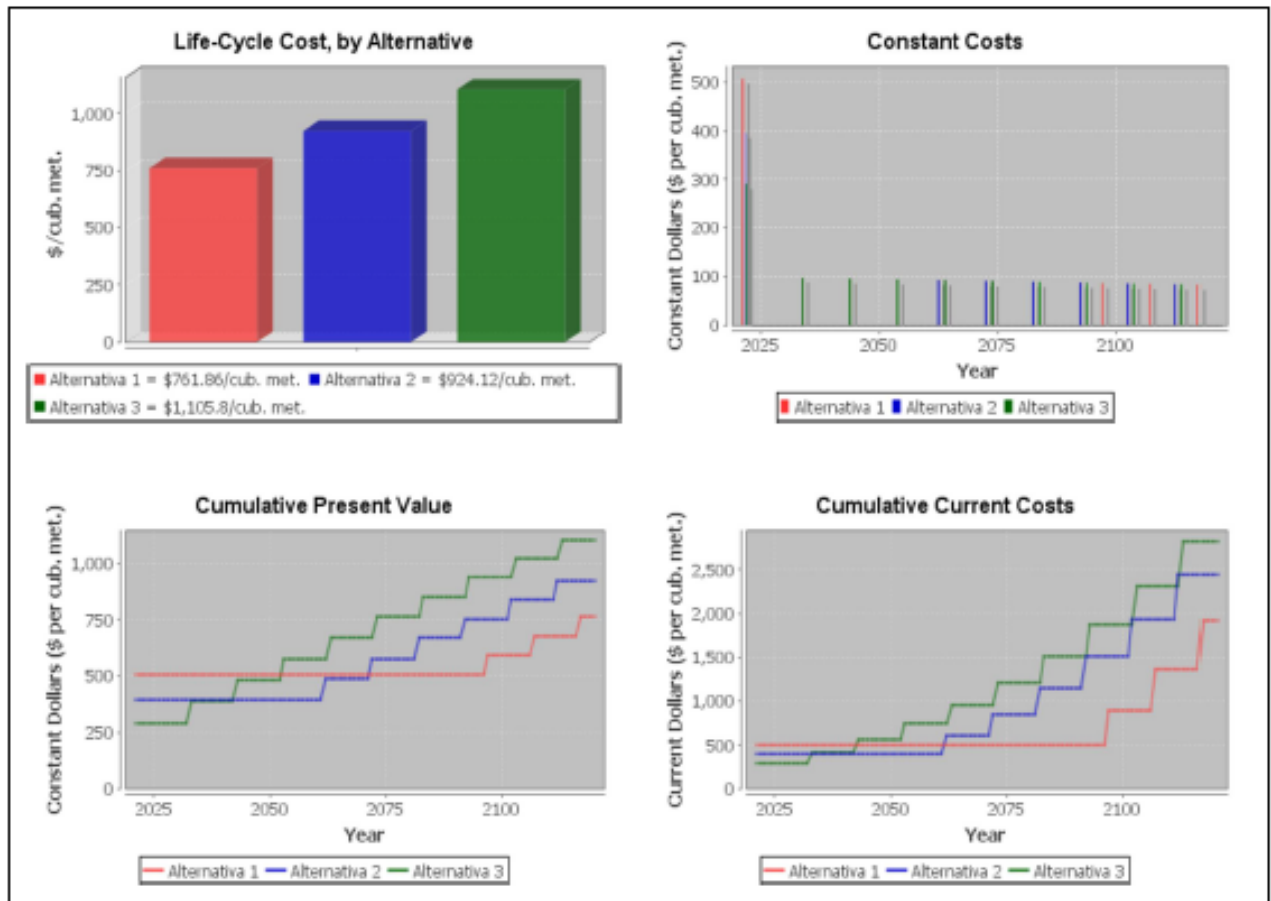 Life-Cycle Cost, by Alternative
$/cub. met.
1,000
750
500
250
0
Alternativa 1 = $761.86/cub. met. Alternativa 2 = $924.12/cub. met.
Alternativa 3 = $1,105.8/cub. met.
Constant Costs
Constant Dollars ($ per cub. met.)
500
400
300
200
100
0
2025 2050 2075 2100
Year
Alternativa 1 Alternativa 2 Alternativa 3
Cumulative Present Value
Constant Dollars ($ per cub. met.)
1,000
750
500
250
0
2025 2050 2075 2100
Year
Alternativa 1 Alternativa 2 Alternativa 3
Cumulative Current Costs
Current Dollars ($ per cub. met.)
2,500
2,000
1,500
1,000
500
0
2025 2050 2075 2100
Year
Alternativa 1 Alternativa 2 Alternativa 3